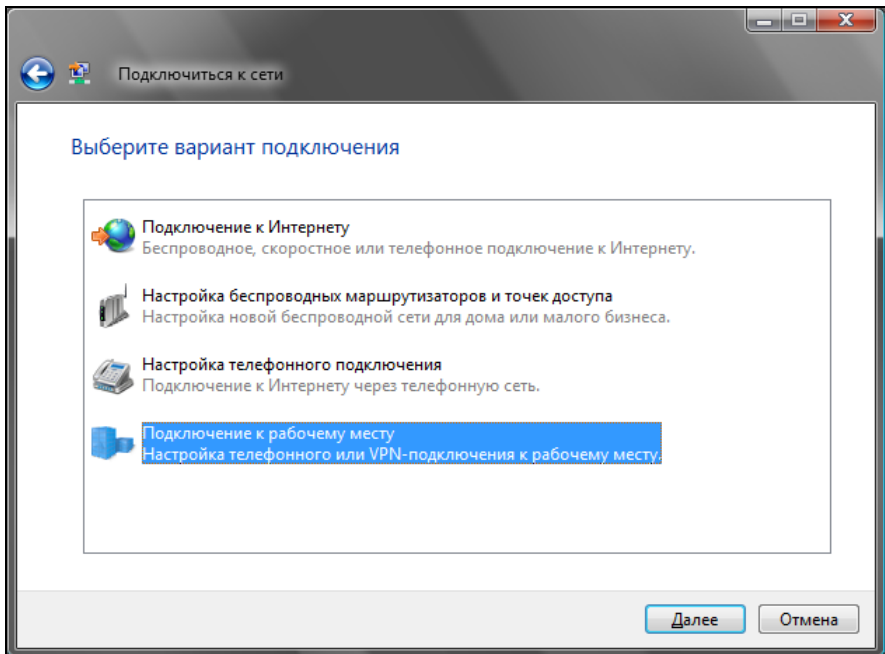 Подключиться к сети
Выберите вариант подключения
Подключение к Интернету
Беспроводное, скоростное или телефонное подключение к Интернету.
Настройка беспроводных маршрутизаторов и точек доступа
Настройка новой беспроводной сети для дома или малого бизнеса.
Настройка телефонного подключения
Подключение к Интернету через телефонную сеть.
Подключение к рабочему месту
Настройка телефонного или VPN-подключения к рабочему месту.
Далее
Отмена